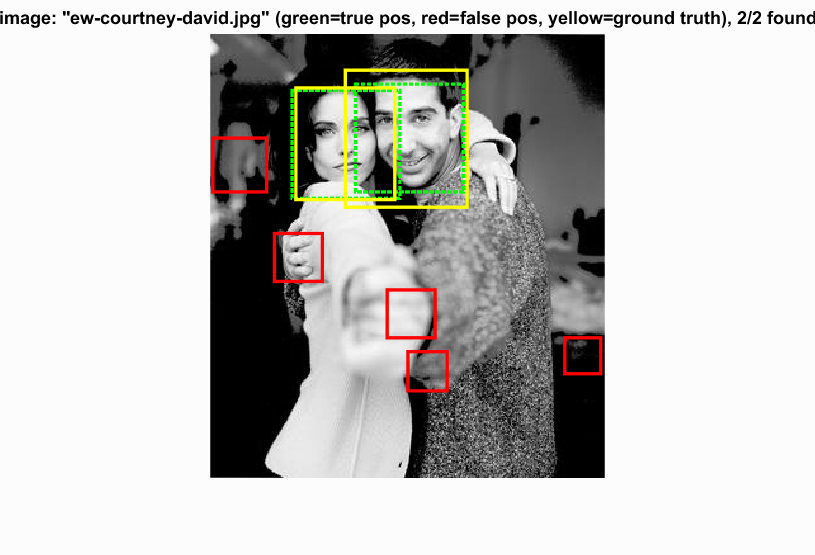 image: "ew-courtney-david.jpg" (green=true pos, red=false pos, yellow=ground truth), 2/2 found